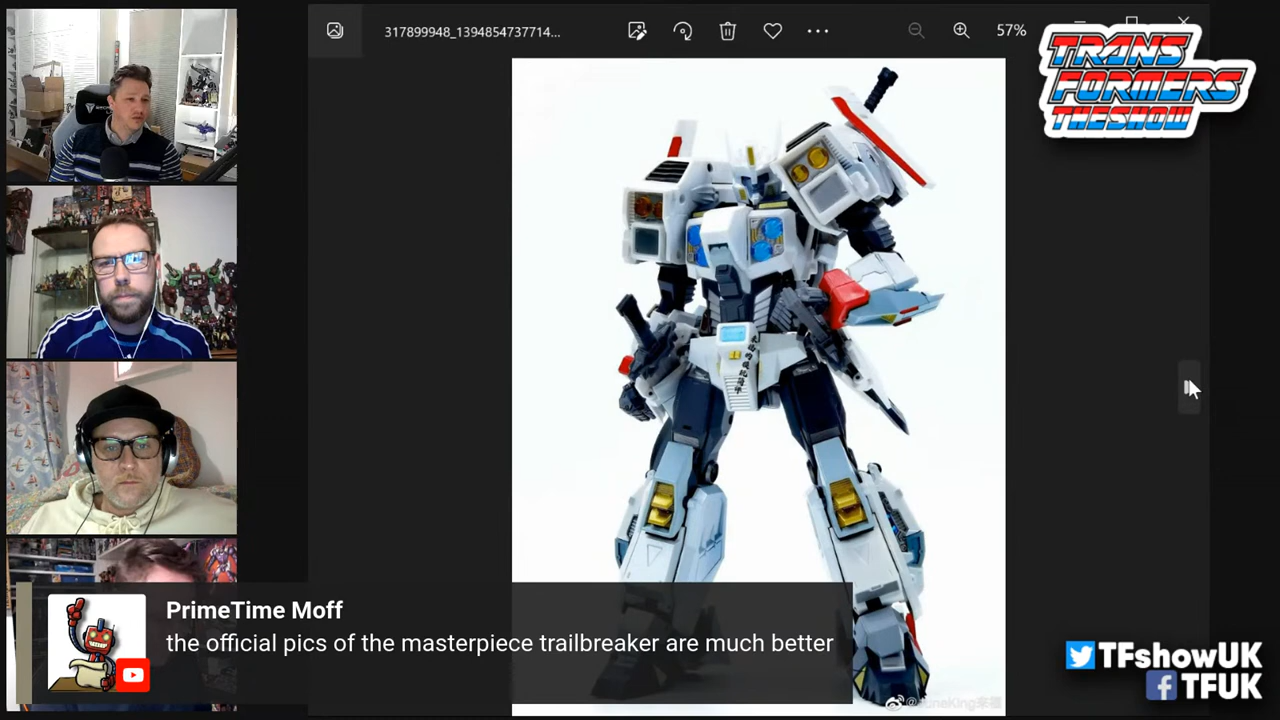 317899948_1394854737714...
57%
TRANS
FORMERS
THE SHOW
PrimeTime Moff
the official pics of the masterpiece trailbreaker are much better
TFshowUK
TFUK